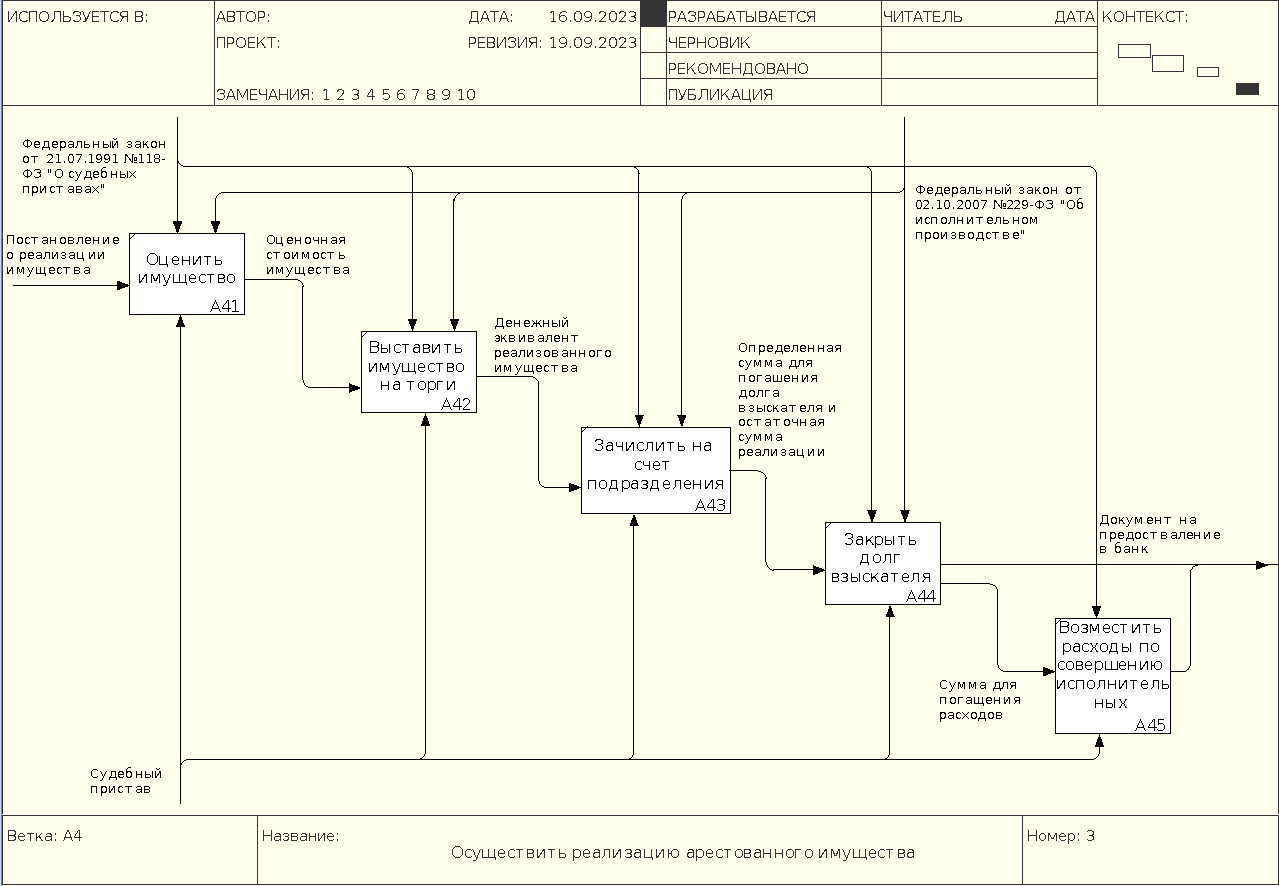 ИСПОЛЬЗУЕТСЯ В:
АВТОР:
ДАТА: 16.09.2023
ПРОЕКТ:
РЕВИЗИЯ: 19.09.2023
ЗАМЕЧАНИЯ: 1 2 3 4 5 6 7 8 9 10
РАЗРАБАТЫВАЕТСЯ
ЧЕРНОВИК
РЕКОМЕНДОВАНО
ПУБЛИКАЦИЯ
ЧИТАТЕЛЬ
ДАТА
КОНТЕКСТ:
Федеральный закон
от 21.07.1991 №118-
ФЗ "О судебных
приставах"
Федеральный закон от
02.10.2007 №229-ФЗ "Об
исполнительном
производстве"
Постановление
о реализации
имущества
Оценить
имущество
A41
Оценочная
стоимость
имущества
Выставить
имущество
на торги
A42
Денежный
эквивалент
реализованного
имущества
Зачислить на
счет
подразделения
A43
Определенная
сумма для
погашения
долга
взыскателя и
остаточная
сумма
реализации
Закрыть
долг
взыскателя
A44
Документ на
предостваление
в банк
Сумма для
погащения
расходов
Возместить
расходы по
совершению
исполнитель
ных
A45
Судебный
пристав
Ветка: A4
Название:
Осуществить реализацию арестованного имущества
Номер: 3